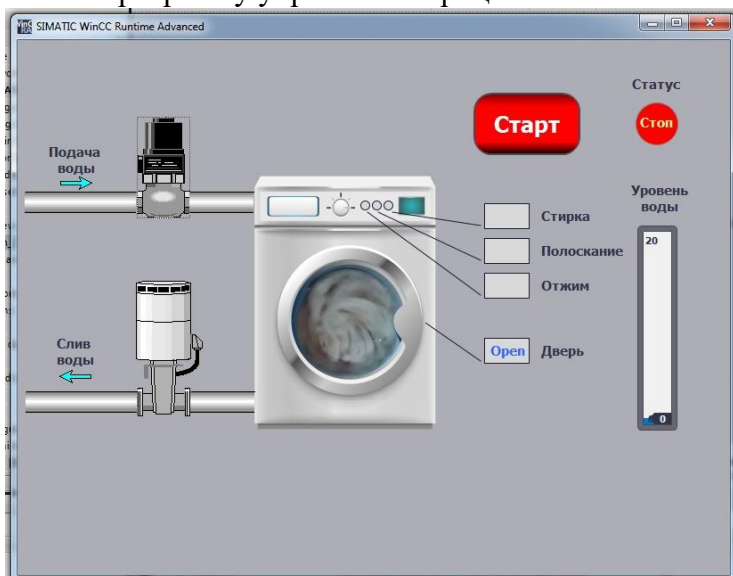 SIMATIC WinCC Runtime Advanced
Статус
Старт
Стоп
Подача
воды
Уровень
воды
20
Стирка
Полоскание
Отжим
Слив
воды
Open
Дверь
0